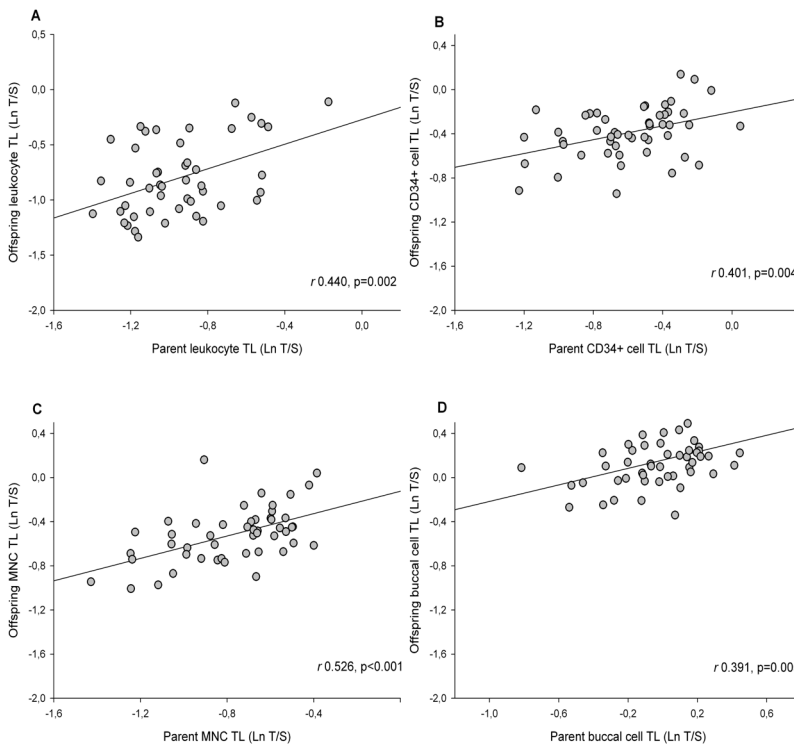 A
0,5
0,0
-0,5
-1,0
-1,5
-2,0
-1,6
-1,2
-0,8
-0,4
0,0
Offspring leukocyte TL (Ln T/S)
Parent leukocyte TL (Ln T/S)
r 0.440, p=0.002
B
0,4
0,0
-0,4
-0,8
-1,2
-1,6
-2,0
-1,6
-1,2
-0,8
-0,4
0,0
Offspring CD34+ cell TL (Ln T/S)
Parent CD34+ cell TL (Ln T/S)
r 0.401, p=0.004
C
0,4
0,0
-0,4
-0,8
-1,2
-1,6
-2,0
-1,6
-1,2
-0,8
-0,4
Offspring MNC TL (Ln T/S)
Parent MNC TL (Ln T/S)
r 0.526, p<0.001
D
0,4
0,0
-0,4
-0,8
-1,2
-1,6
-2,0
-1,0
-0,6
-0,2
0,2
0,6
Offspring buccal cell TL (Ln T/S)
Parent buccal cell TL (Ln T/S)
r 0.391, p=0.00